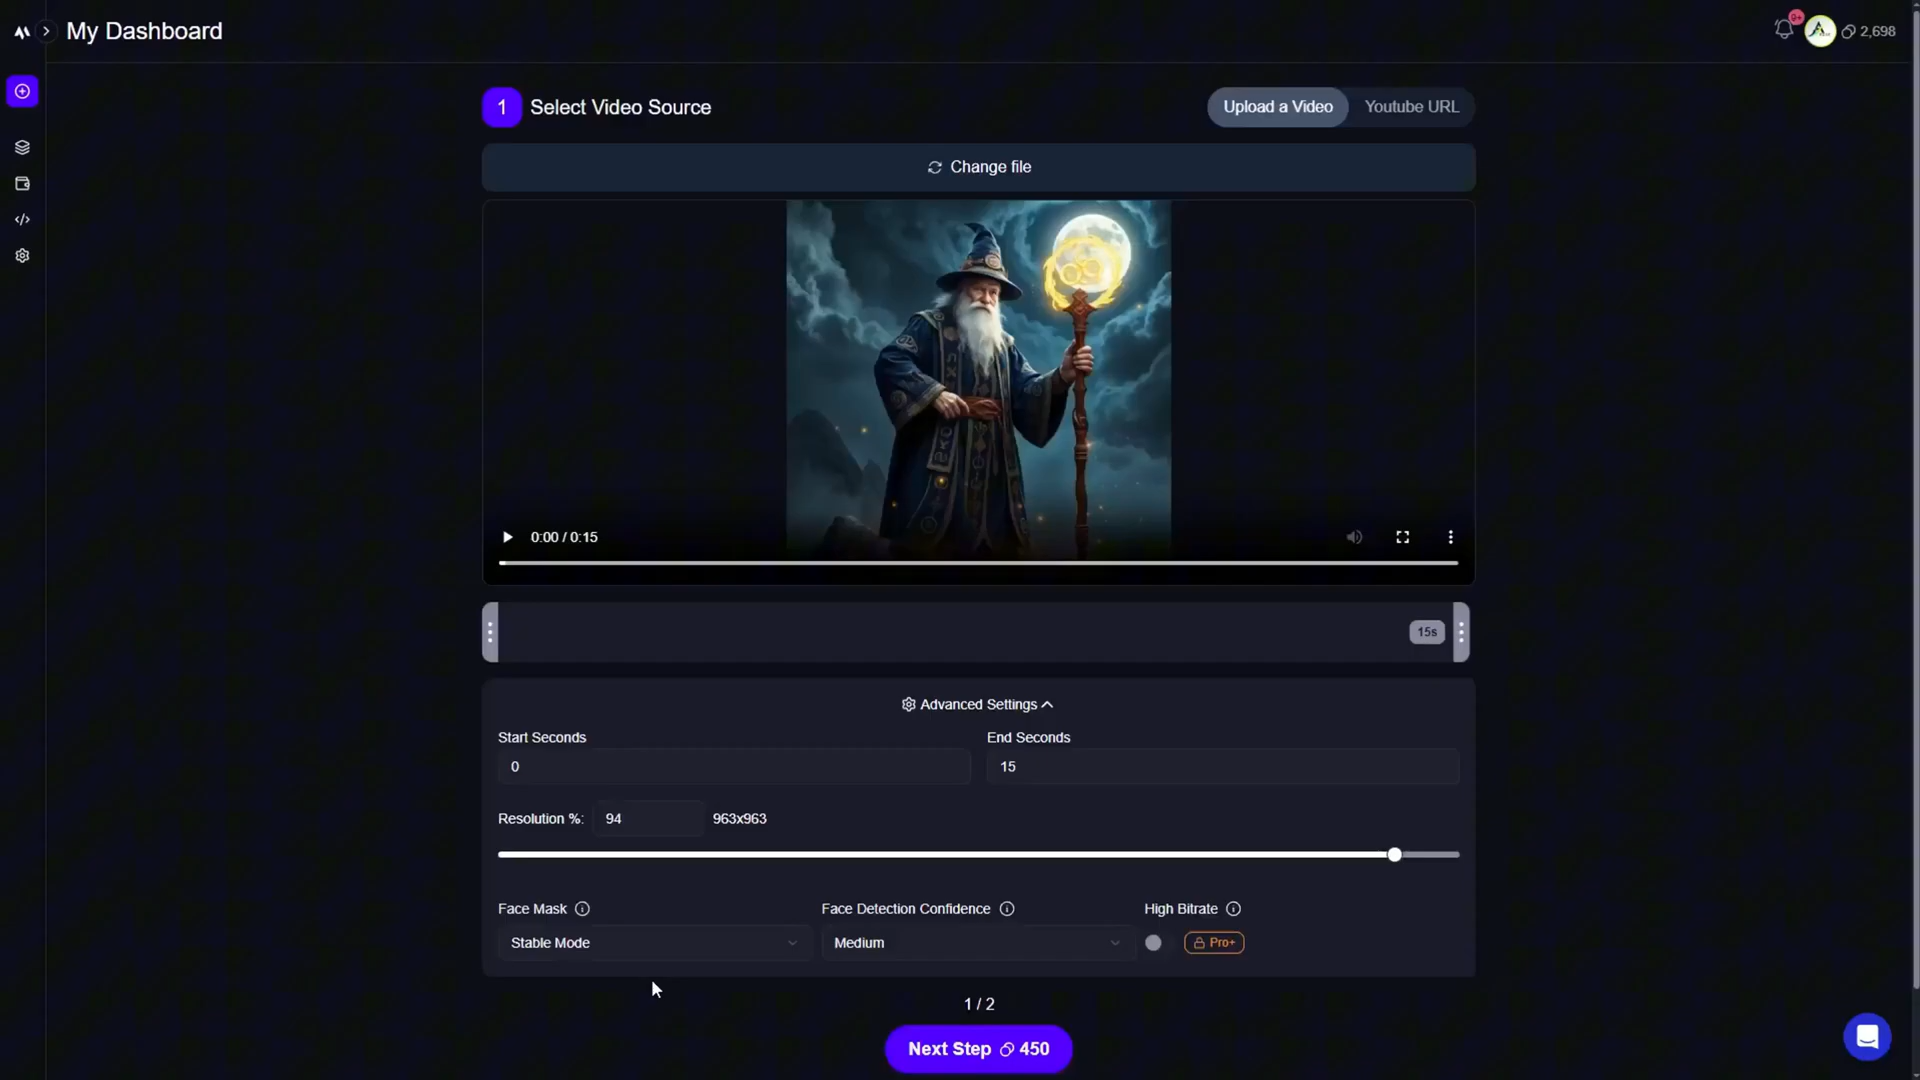 My Dashboard
9+
2,698
1 Select Video Source
Upload a Video
Youtube URL
Change file
0:00 / 0:15
15s
Advanced Settings
Start Seconds
End Seconds
0
15
Resolution %: 94 963x963
Face Mask
Face Detection Confidence
High Bitrate
Stable Mode
Medium
Pro+
1 / 2
Next Step 450